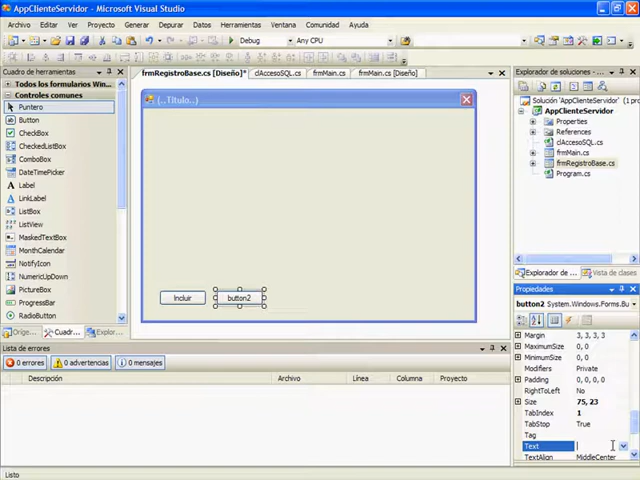 AppClienteServidor - Microsoft Visual Studio
Archivo Editar Ver Proyecto Generar Depurar Datos Herramientas Ventana Comunidad Ayuda
Debug Any CPU
Cuadro de herramientas
Todos los formularios Win...
Controles comunes
Puntero
Button
CheckBox
CheckedListBox
ComboBox
DateTimePicker
Label
LinkLabel
ListBox
ListView
MaskedTextBox
MonthCalendar
NotifyIcon
NumericUpDown
PictureBox
ProgressBar
RadioButton
Oríge... Cuadr... Explor...
frmRegistroBase.cs [Diseño]* clAccesoSQL.cs frmMain.cs frmMain.cs [Diseño]
(..Titulo..)
Incluir button2
Explorador de soluciones - ...
Solución 'AppClienteServidor'
AppClienteServidor
Properties
References
clAccesoSQL.cs
frmMain.cs
frmRegistroBase.cs
Program.cs
Explorador de ... Vista de clases
Propiedades
button2 System.Windows.Forms.Bu
Margin 3, 3, 3, 3
MaximumSize 0, 0
MinimumSize 0, 0
Modifiers Private
Padding 0, 0, 0, 0
RightToLeft No
Size 75, 23
TabIndex 1
TabStop True
Tag
Text
TextAlign MiddleCenter
Lista de errores
0 errores 0 advertencias 0 mensajes
Descripción Archivo Línea Columna Proyecto
Listo